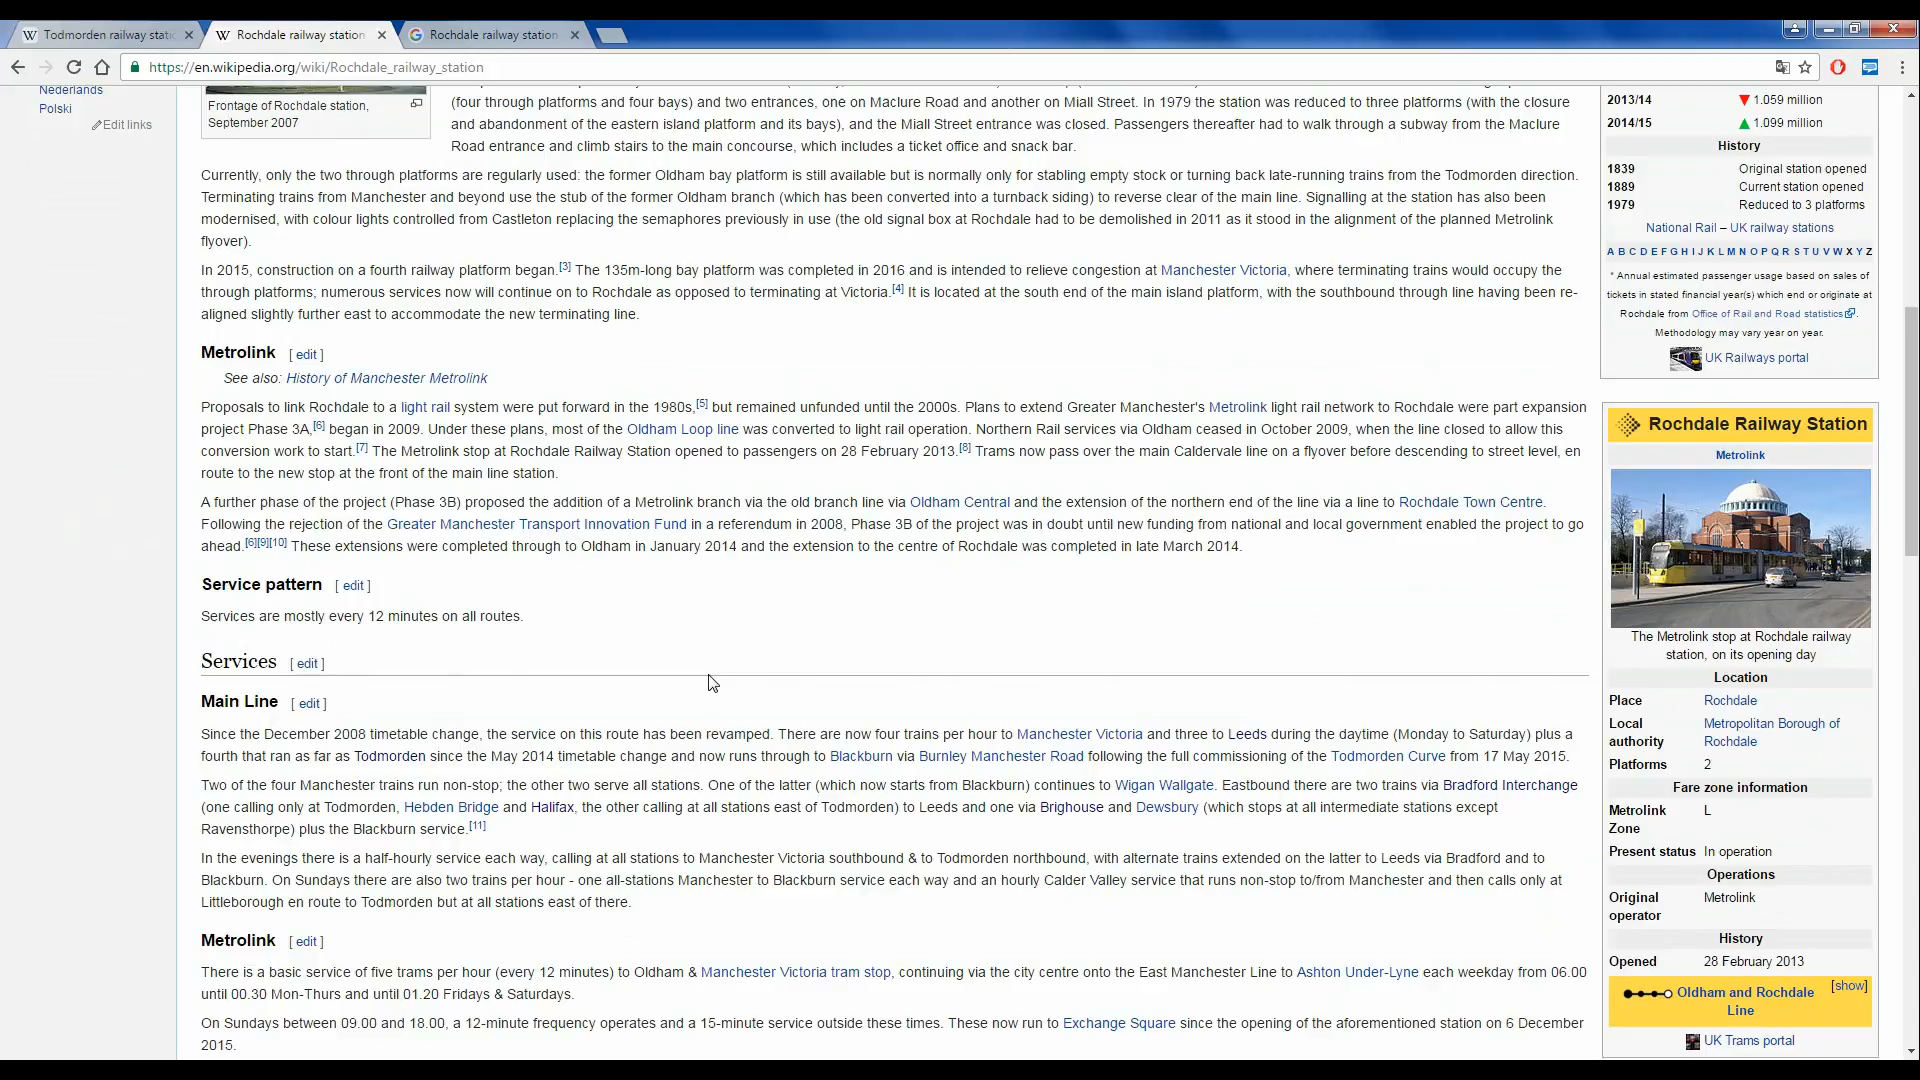 Todmorden railway stati
Rochdale railway station
Rochdale railway station
https://en.wikipedia.org/wiki/Rochdale_railway_station
Nederlands
Polski
Edit links
Frontage of Rochdale station,
September 2007
(four through platforms and four bays) and two entrances, one on Maclure Road and another on Miall Street. In 1979 the station was reduced to three platforms (with the closure
and abandonment of the eastern island platform and its bays), and the Miall Street entrance was closed. Passengers thereafter had to walk through a subway from the Maclure
Road entrance and climb stairs to the main concourse, which includes a ticket office and snack bar.
Currently, only the two through platforms are regularly used: the former Oldham bay platform is still available but is normally only for stabling empty stock or turning back late-running trains from the Todmorden direction.
Terminating trains from Manchester and beyond use the stub of the former Oldham branch (which has been converted into a turnback siding) to reverse clear of the main line. Signalling at the station has also been
modernised, with colour lights controlled from Castleton replacing the semaphores previously in use (the old signal box at Rochdale had to be demolished in 2011 as it stood in the alignment of the planned Metrolink
flyover).
In 2015, construction on a fourth railway platform began.[3] The 135m-long bay platform was completed in 2016 and is intended to relieve congestion at Manchester Victoria, where terminating trains would occupy the
through platforms; numerous services now will continue on to Rochdale as opposed to terminating at Victoria.[4] It is located at the south end of the main island platform, with the southbound through line having been re-
aligned slightly further east to accommodate the new terminating line.
Metrolink [ edit ]
See also: History of Manchester Metrolink
Proposals to link Rochdale to a light rail system were put forward in the 1980s,[5] but remained unfunded until the 2000s. Plans to extend Greater Manchester's Metrolink light rail network to Rochdale were part expansion
project Phase 3A,[6] began in 2009. Under these plans, most of the Oldham Loop line was converted to light rail operation. Northern Rail services via Oldham ceased in October 2009, when the line closed to allow this
conversion work to start.[7] The Metrolink stop at Rochdale Railway Station opened to passengers on 28 February 2013.[8] Trams now pass over the main Caldervale line on a flyover before descending to street level, en
route to the new stop at the front of the main line station.
A further phase of the project (Phase 3B) proposed the addition of a Metrolink branch via the old branch line via Oldham Central and the extension of the northern end of the line via a line to Rochdale Town Centre.
Following the rejection of the Greater Manchester Transport Innovation Fund in a referendum in 2008, Phase 3B of the project was in doubt until new funding from national and local government enabled the project to go
ahead.[6][9][10] These extensions were completed through to Oldham in January 2014 and the extension to the centre of Rochdale was completed in late March 2014.
Service pattern [ edit ]
Services are mostly every 12 minutes on all routes.
Services [ edit ]
Main Line [ edit ]
Since the December 2008 timetable change, the service on this route has been revamped. There are now four trains per hour to Manchester Victoria and three to Leeds during the daytime (Monday to Saturday) plus a
fourth that ran as far as Todmorden since the May 2014 timetable change and now runs through to Blackburn via Burnley Manchester Road following the full commissioning of the Todmorden Curve from 17 May 2015.
Two of the four Manchester trains run non-stop; the other two serve all stations. One of the latter (which now starts from Blackburn) continues to Wigan Wallgate. Eastbound there are two trains via Bradford Interchange
(one calling only at Todmorden, Hebden Bridge and Halifax, the other calling at all stations east of Todmorden) to Leeds and one via Brighouse and Dewsbury (which stops at all intermediate stations except
Ravensthorpe) plus the Blackburn service.[11]
In the evenings there is a half-hourly service each way, calling at all stations to Manchester Victoria southbound & to Todmorden northbound, with alternate trains extended on the latter to Leeds via Bradford and to
Blackburn. On Sundays there are also two trains per hour - one all-stations Manchester to Blackburn service each way and an hourly Calder Valley service that runs non-stop to/from Manchester and then calls only at
Littleborough en route to Todmorden but at all stations east of there.
Metrolink [ edit ]
There is a basic service of five trams per hour (every 12 minutes) to Oldham & Manchester Victoria tram stop, continuing via the city centre onto the East Manchester Line to Ashton Under-Lyne each weekday from 06.00
until 00.30 Mon-Thurs and until 01.20 Fridays & Saturdays.
On Sundays between 09.00 and 18.00, a 12-minute frequency operates and a 15-minute service outside these times. These now run to Exchange Square since the opening of the aforementioned station on 6 December
2015.
2013/14 1.059 million
2014/15 1.099 million
History
1839 Original station opened
1889 Current station opened
1979 Reduced to 3 platforms
National Rail – UK railway stations
A B C D E F G H I J K L M N O P Q R S T U V W X Y Z
* Annual estimated passenger usage based on sales of
tickets in stated financial year(s) which end or originate at
Rochdale from Office of Rail and Road statistics.
Methodology may vary year on year.
UK Railways portal
Rochdale Railway Station
Metrolink
The Metrolink stop at Rochdale railway
station, on its opening day
Location
Place Rochdale
Local authority Metropolitan Borough of Rochdale
Platforms 2
Fare zone information
Metrolink Zone L
Present status In operation
Operations
Original operator Metrolink
History
Opened 28 February 2013
[show]
Oldham and Rochdale
Line
UK Trams portal